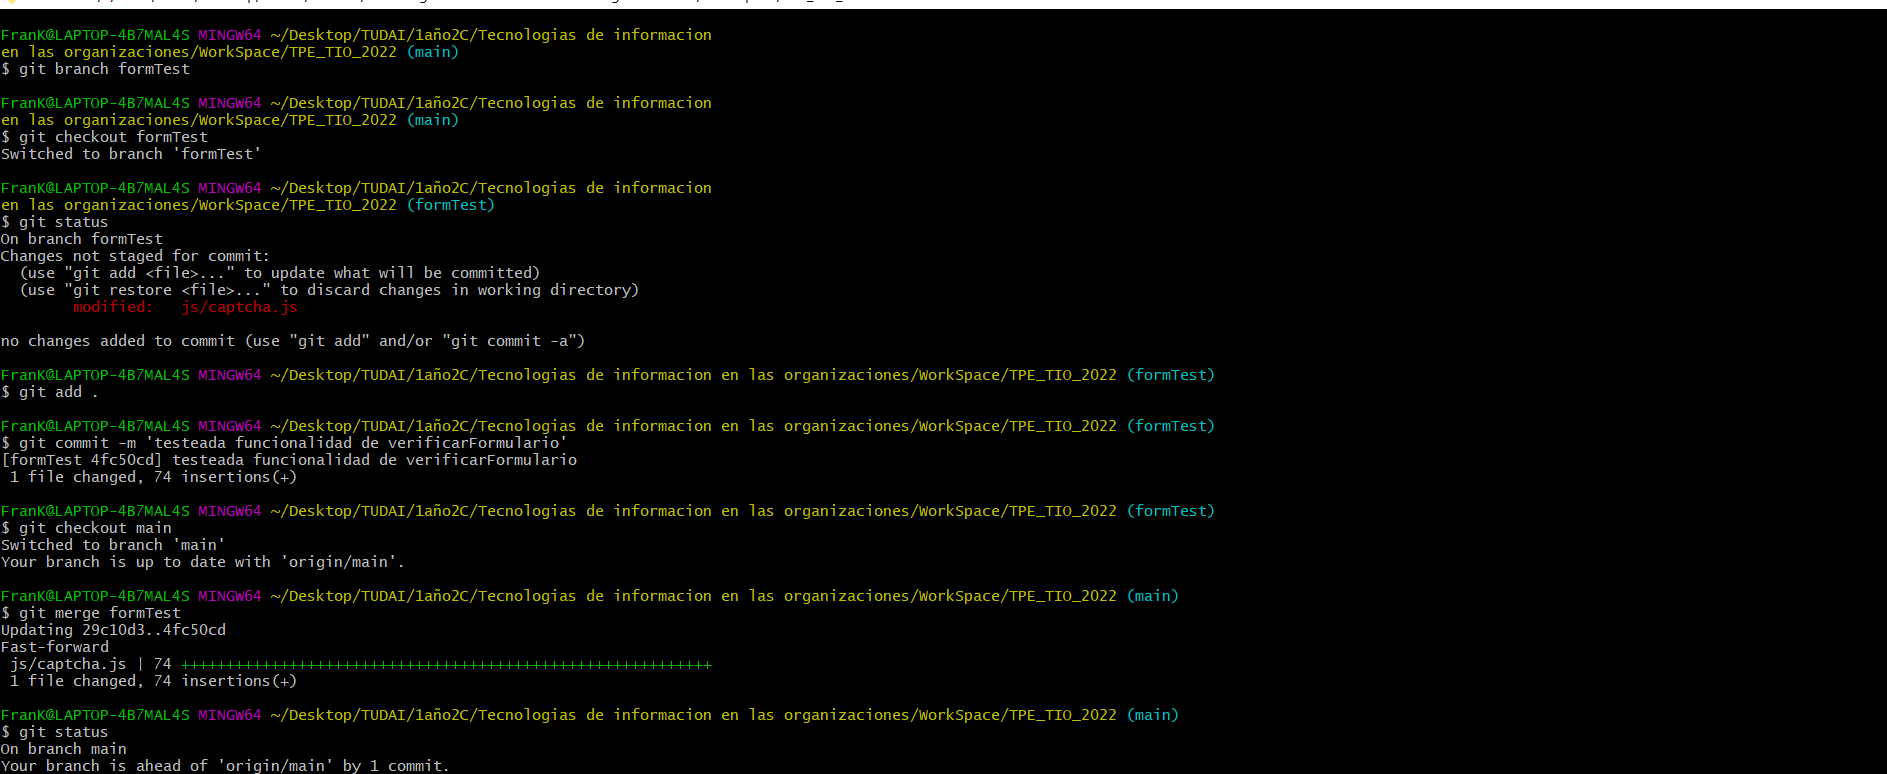 FranK@LAPTOP-4B7MAL4S MINGW64 ~/Desktop/TUDAI/1año2C/Tecnologias de informacion
en las organizaciones/WorkSpace/TPE_TIO_2022 (main)
$ git branch formTest
FranK@LAPTOP-4B7MAL4S MINGW64 ~/Desktop/TUDAI/1año2C/Tecnologias de informacion
en las organizaciones/WorkSpace/TPE_TIO_2022 (main)
$ git checkout formTest
Switched to branch 'formTest'
FranK@LAPTOP-4B7MAL4S MINGW64 ~/Desktop/TUDAI/1año2C/Tecnologias de informacion
en las organizaciones/WorkSpace/TPE_TIO_2022 (formTest)
$ git status
On branch formTest
Changes not staged for commit:
  (use "git add <file>..." to update what will be committed)
  (use "git restore <file>..." to discard changes in working directory)
        modified:   js/captcha.js
no changes added to commit (use "git add" and/or "git commit -a")
FranK@LAPTOP-4B7MAL4S MINGW64 ~/Desktop/TUDAI/1año2C/Tecnologias de informacion en las organizaciones/WorkSpace/TPE_TIO_2022 (formTest)
$ git add .
FranK@LAPTOP-4B7MAL4S MINGW64 ~/Desktop/TUDAI/1año2C/Tecnologias de informacion en las organizaciones/WorkSpace/TPE_TIO_2022 (formTest)
$ git commit -m 'testeada funcionalidad de verificarFormulario'
[formTest 4fc50cd] testeada funcionalidad de verificarFormulario
 1 file changed, 74 insertions(+)
FranK@LAPTOP-4B7MAL4S MINGW64 ~/Desktop/TUDAI/1año2C/Tecnologias de informacion en las organizaciones/WorkSpace/TPE_TIO_2022 (formTest)
$ git checkout main
Switched to branch 'main'
Your branch is up to date with 'origin/main'.
FranK@LAPTOP-4B7MAL4S MINGW64 ~/Desktop/TUDAI/1año2C/Tecnologias de informacion en las organizaciones/WorkSpace/TPE_TIO_2022 (main)
$ git merge formTest
Updating 29c10d3..4fc50cd
Fast-forward
 js/captcha.js | 74 +++++++++++++++++++++++++++++++++++++++++++++++++++++++++++
 1 file changed, 74 insertions(+)
FranK@LAPTOP-4B7MAL4S MINGW64 ~/Desktop/TUDAI/1año2C/Tecnologias de informacion en las organizaciones/WorkSpace/TPE_TIO_2022 (main)
$ git status
On branch main
Your branch is ahead of 'origin/main' by 1 commit.